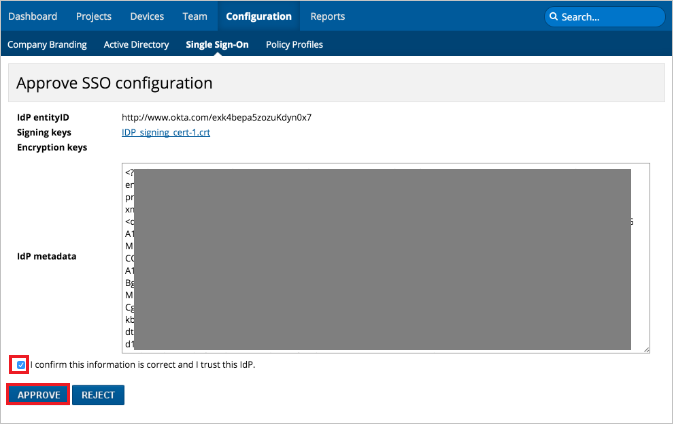 Dashboard Projects Devices Team Configuration Reports Search...
Company Branding Active Directory Single Sign-On Policy Profiles
Approve SSO configuration
IdP entityID http://www.okta.com/exk4bepa5zozuKdyn0x7
Signing keys IDP_signing_cert-1.crt
Encryption keys
<?
en
pr
xm
<d
A1
M
IdP metadata
CC
A1
Bg
M
Cg
kb
dt
d1
I confirm this information is correct and I trust this IdP.
APPROVE REJECT